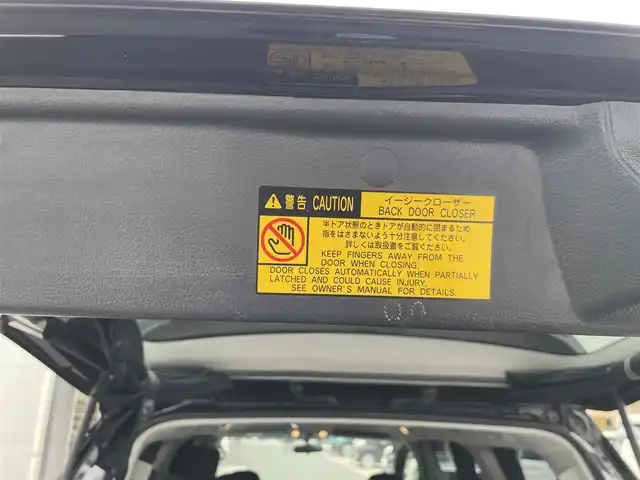 警告 CAUTION
イージークローザー
BACK DOOR CLOSER
半ドア状態のときドアが自動的に閉まるため
指をはさまないよう十分注意してください。
詳しくは取扱書をご覧ください。
KEEP FINGERS AWAY FROM THE
DOOR WHEN CLOSING.
DOOR CLOSES AUTOMATICALLY WHEN PARTIALLY
LATCHED AND COULD CAUSE INJURY.
SEE OWNER'S MANUAL FOR DETAILS.